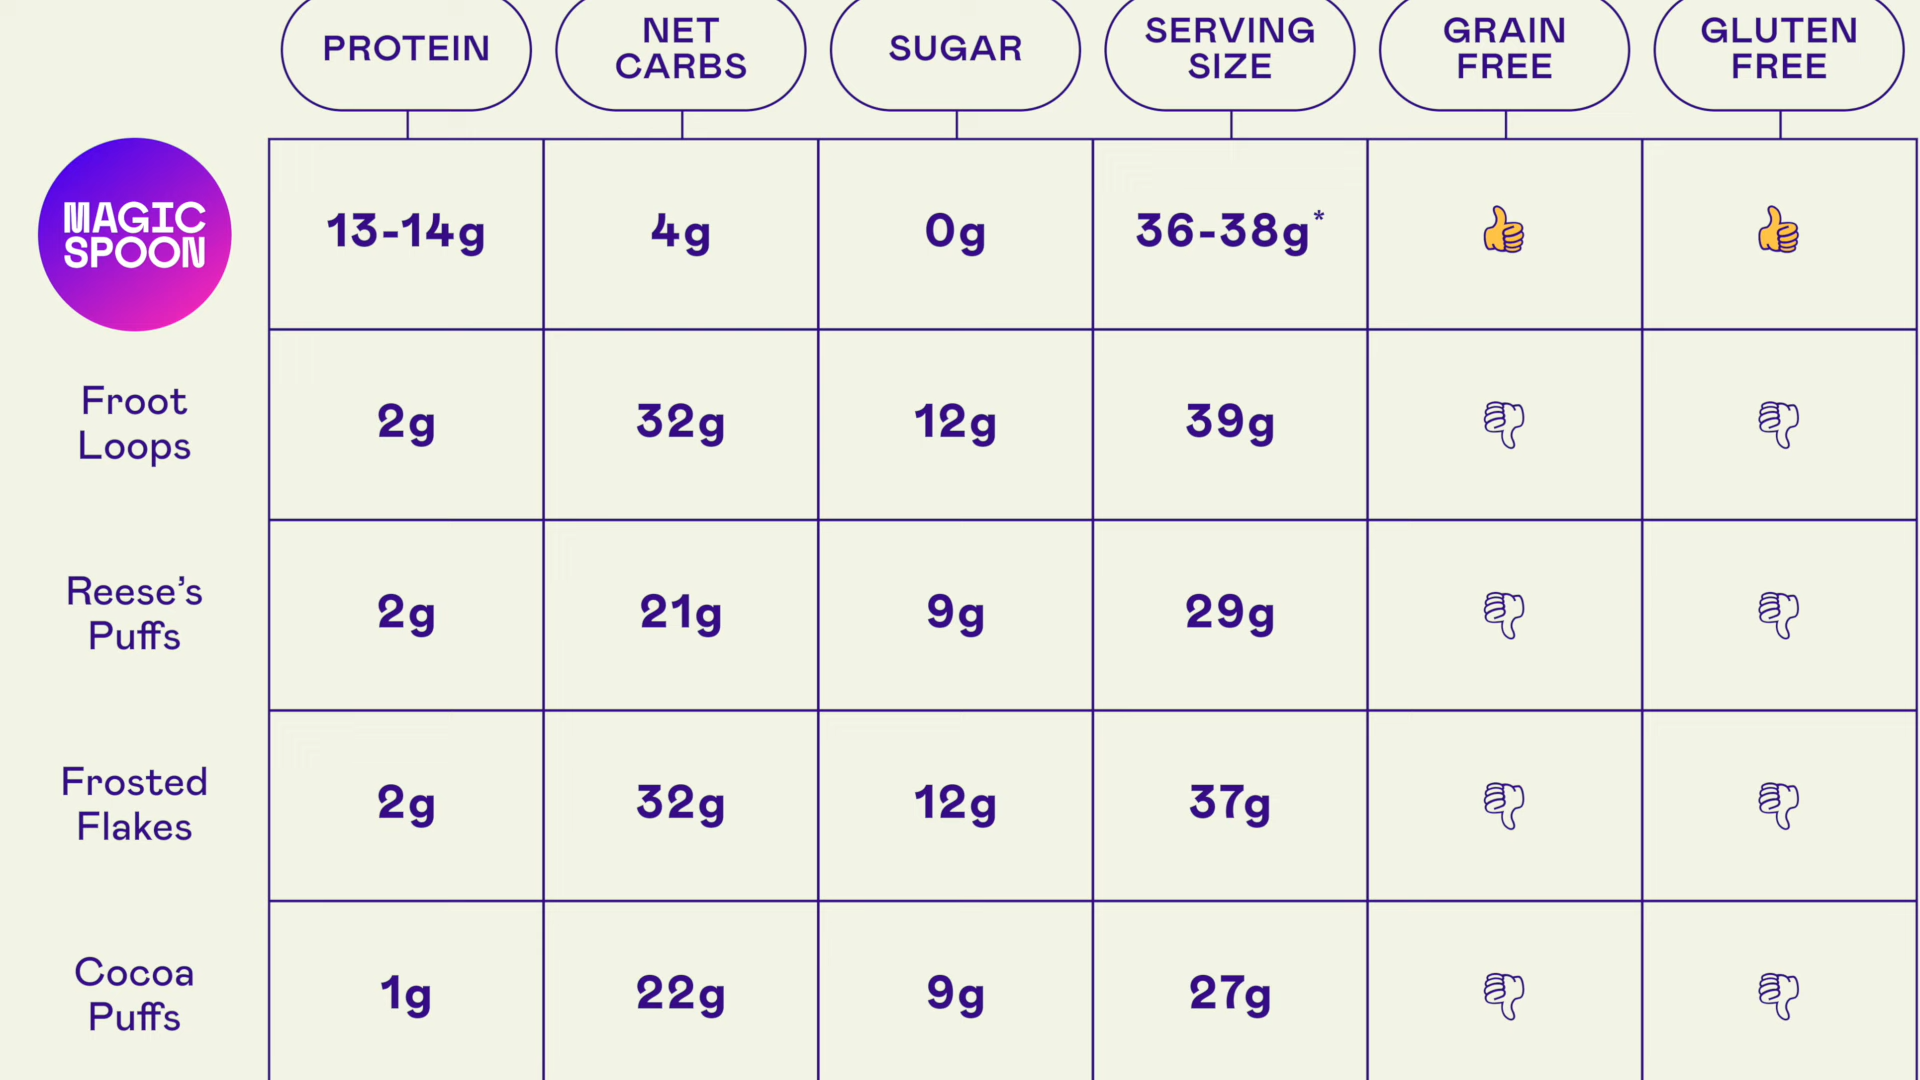 PROTEIN
NET
CARBS
SUGAR
SERVING
SIZE
GRAIN
FREE
GLUTEN
FREE
MAGIC
SPOON
13-14g
4g
0g
36-38g*
Froot
Loops
2g
32g
12g
39g
Reese’s
Puffs
2g
21g
9g
29g
Frosted
Flakes
2g
32g
12g
37g
Cocoa
Puffs
1g
22g
9g
27g